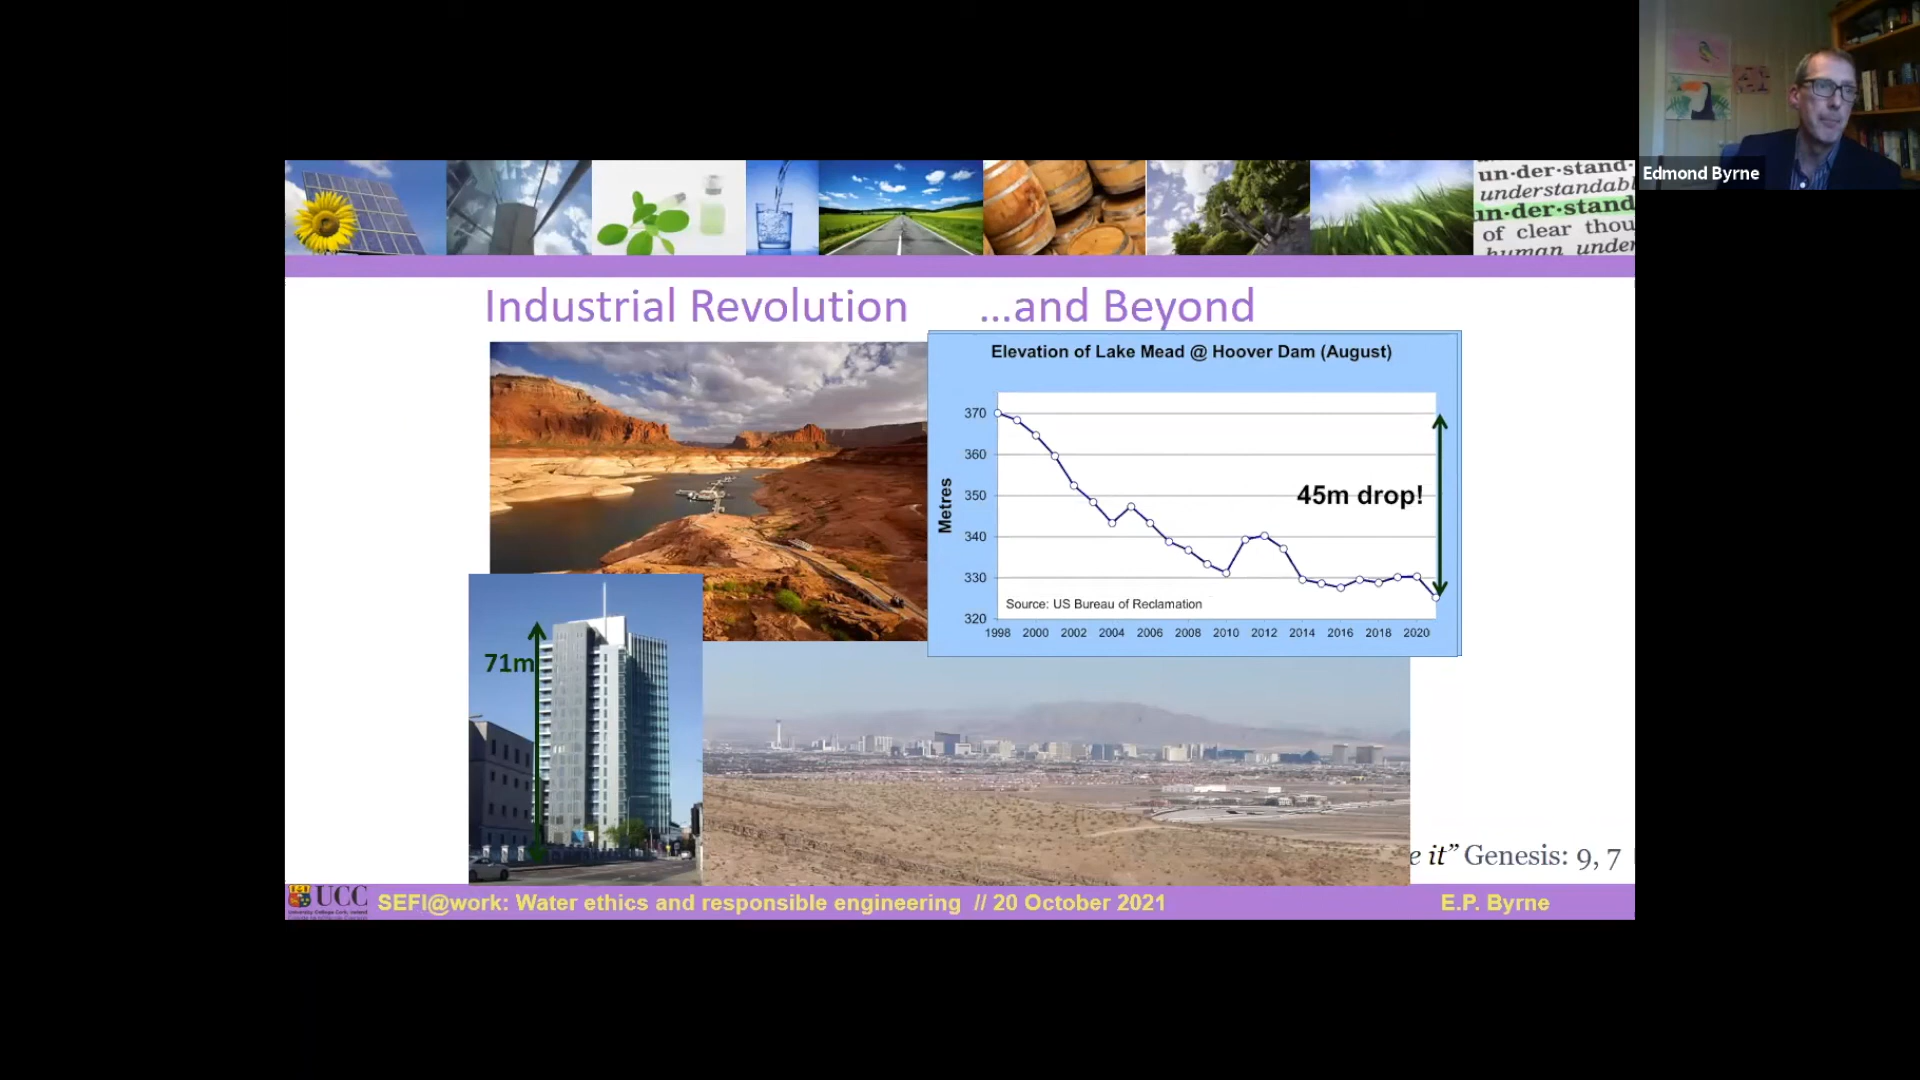 Edmond Byrne
un·der·stand·
understandabl
un·der·stand
of clear thou
human under
Industrial Revolution …and Beyond
Elevation of Lake Mead @ Hoover Dam (August)
370
360
350
340
330
320
Metres
45m drop!
Source: US Bureau of Reclamation
1998 2000 2002 2004 2006 2008 2010 2012 2014 2016 2018 2020
71m
e it” Genesis: 9, 7
UCC
SEFI@work: Water ethics and responsible engineering // 20 October 2021
E.P. Byrne